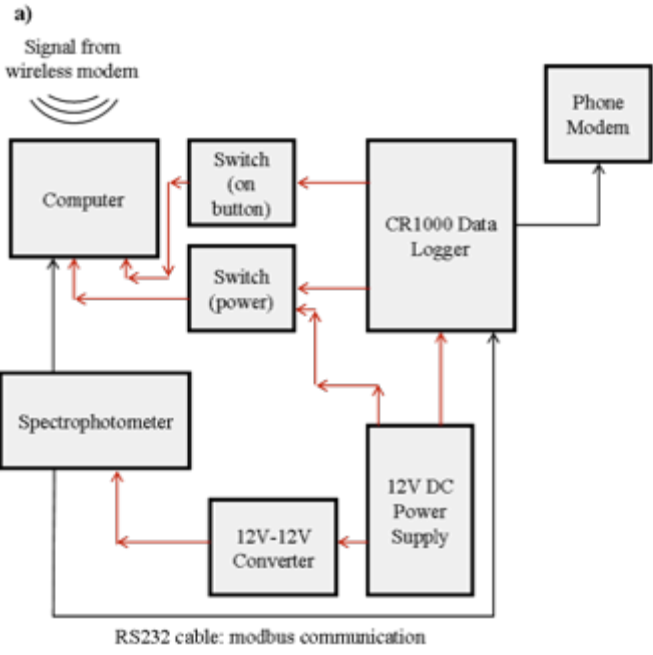 a)
Signal from
wireless modem
Phone
Modem
Switch
(on
button)
Computer
CR1000 Data
Logger
Switch
(power)
Spectrophotometer
12V DC
Power
Supply
12V-12V
Converter
RS232 cable: modbus communication